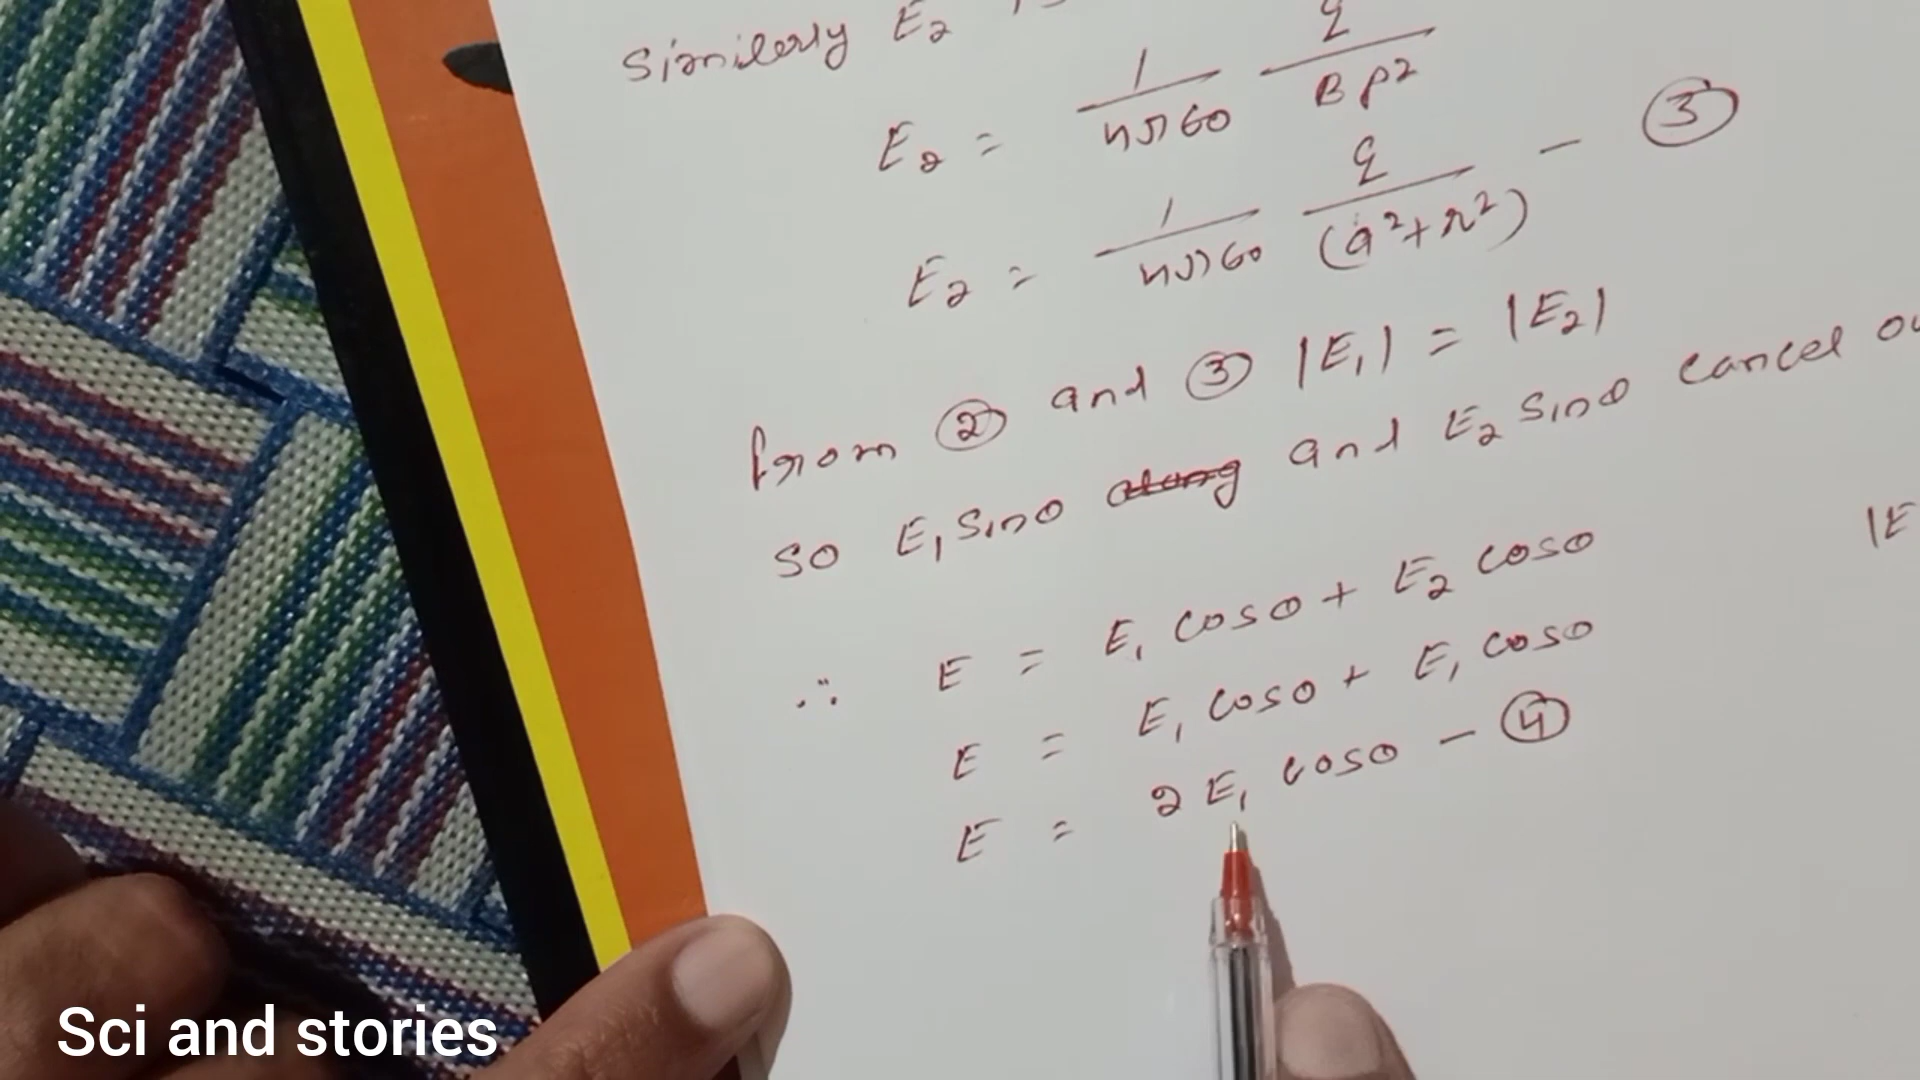 Similerly E₂
E₂ = 1/4πϵ0 q/BP²
E₂ = 1/4πϵ0 q/(a²+r²) - ③
from ② and ③ |E₁| = |E₂|
so E₁ sinθ and E₂ sinθ cancel ou
∴ E = E₁ cosθ + E₂ cosθ |E
E = E₁ cosθ + E₁ cosθ
E = 2E₁ cosθ - ④
Sci and stories